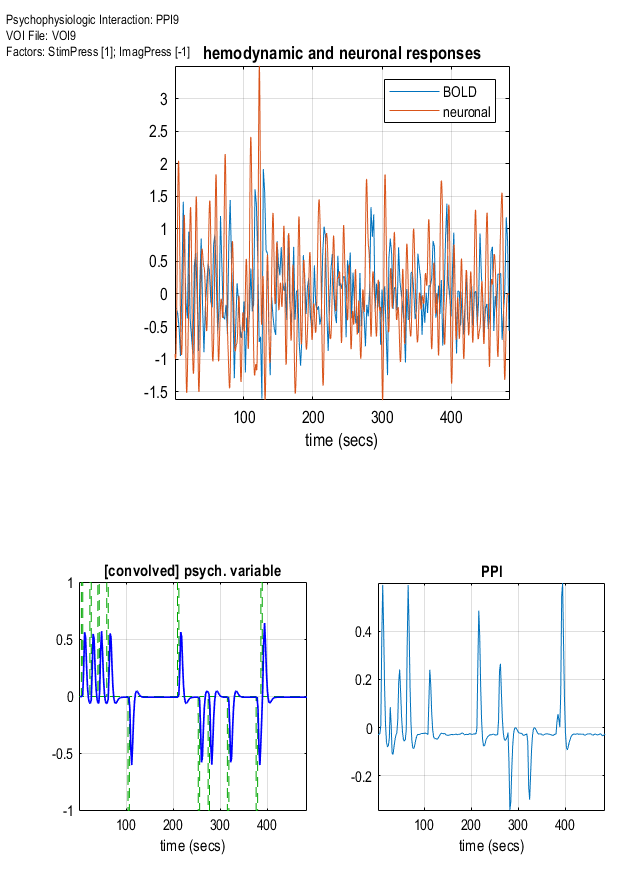 Psychophysiologic Interaction: PPI9
VOI File: VOI9
Factors: StimPress [1]; ImagPress [-1]
hemodynamic and neuronal responses
BOLD
neuronal
3
2.5
2
1.5
1
0.5
0
-0.5
-1
-1.5
100 200 300 400
time (secs)
[convolved] psych. variable
1
0.5
0
-0.5
-1
100 200 300 400
time (secs)
PPI
0.4
0.2
0
-0.2
100 200 300 400
time (secs)